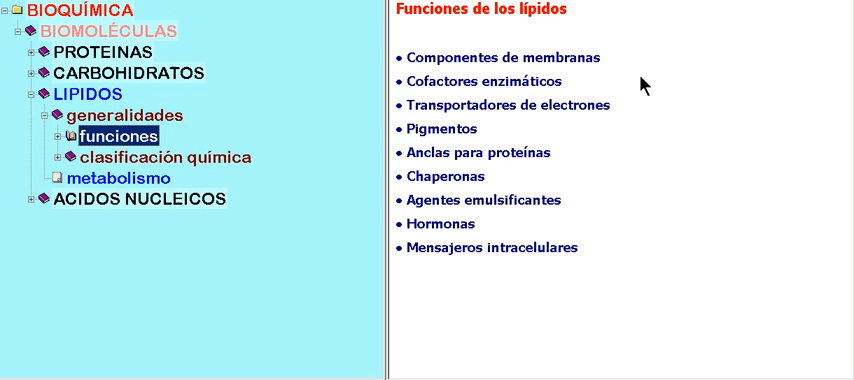 BIOQUÍMICA
BIOMOLÉCULAS
PROTEINAS
CARBOHIDRATOS
LIPIDOS
generalidades
funciones
clasificación química
metabolismo
ACIDOS NUCLEICOS
Funciones de los lípidos
• Componentes de membranas
• Cofactores enzimáticos
• Transportadores de electrones
• Pigmentos
• Anclas para proteínas
• Chaperonas
• Agentes emulsificantes
• Hormonas
• Mensajeros intracelulares